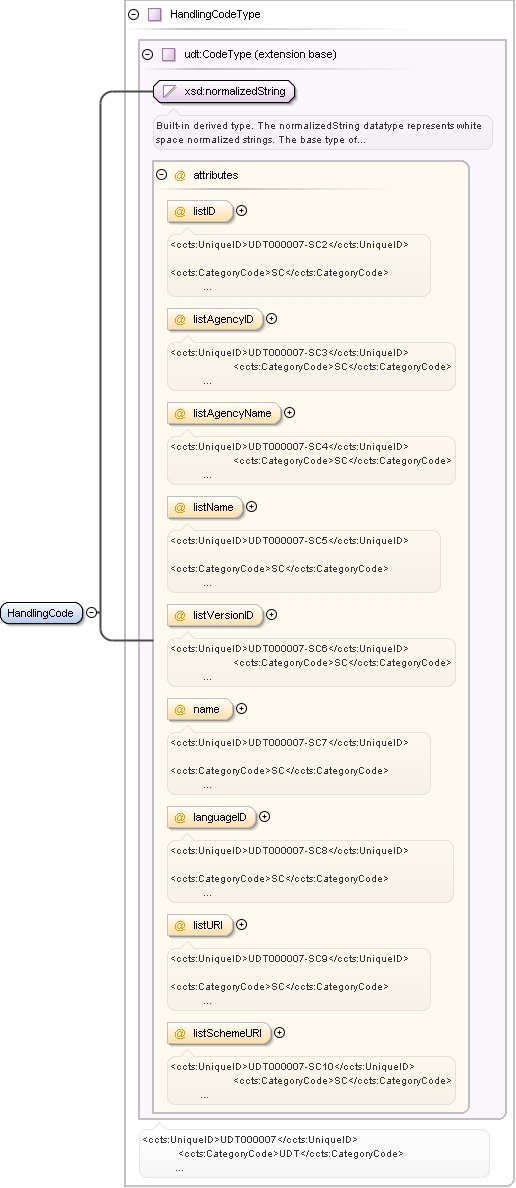 HandlingCodeType
udt:CodeType (extension base)
xsd:normalizedString
Built-in derived type. The normalizedString datatype represents white
space normalized strings. The base type of...
attributes
@ listID
<ccts:UniqueID>UDT000007-SC2</ccts:UniqueID>
<ccts:CategoryCode>SC</ccts:CategoryCode>
...
@ listAgencyID
<ccts:UniqueID>UDT000007-SC3</ccts:UniqueID>
<ccts:CategoryCode>SC</ccts:CategoryCode>
...
@ listAgencyName
<ccts:UniqueID>UDT000007-SC4</ccts:UniqueID>
<ccts:CategoryCode>SC</ccts:CategoryCode>
...
@ listName
<ccts:UniqueID>UDT000007-SC5</ccts:UniqueID>
<ccts:CategoryCode>SC</ccts:CategoryCode>
...
HandlingCode
@ listVersionID
<ccts:UniqueID>UDT000007-SC6</ccts:UniqueID>
<ccts:CategoryCode>SC</ccts:CategoryCode>
...
@ name
<ccts:UniqueID>UDT000007-SC7</ccts:UniqueID>
<ccts:CategoryCode>SC</ccts:CategoryCode>
...
@ languageID
<ccts:UniqueID>UDT000007-SC8</ccts:UniqueID>
<ccts:CategoryCode>SC</ccts:CategoryCode>
...
@ listURI
<ccts:UniqueID>UDT000007-SC9</ccts:UniqueID>
<ccts:CategoryCode>SC</ccts:CategoryCode>
...
@ listSchemeURI
<ccts:UniqueID>UDT000007-SC10</ccts:UniqueID>
<ccts:CategoryCode>SC</ccts:CategoryCode>
...
<ccts:UniqueID>UDT000007</ccts:UniqueID>
<ccts:CategoryCode>UDT</ccts:CategoryCode>
...